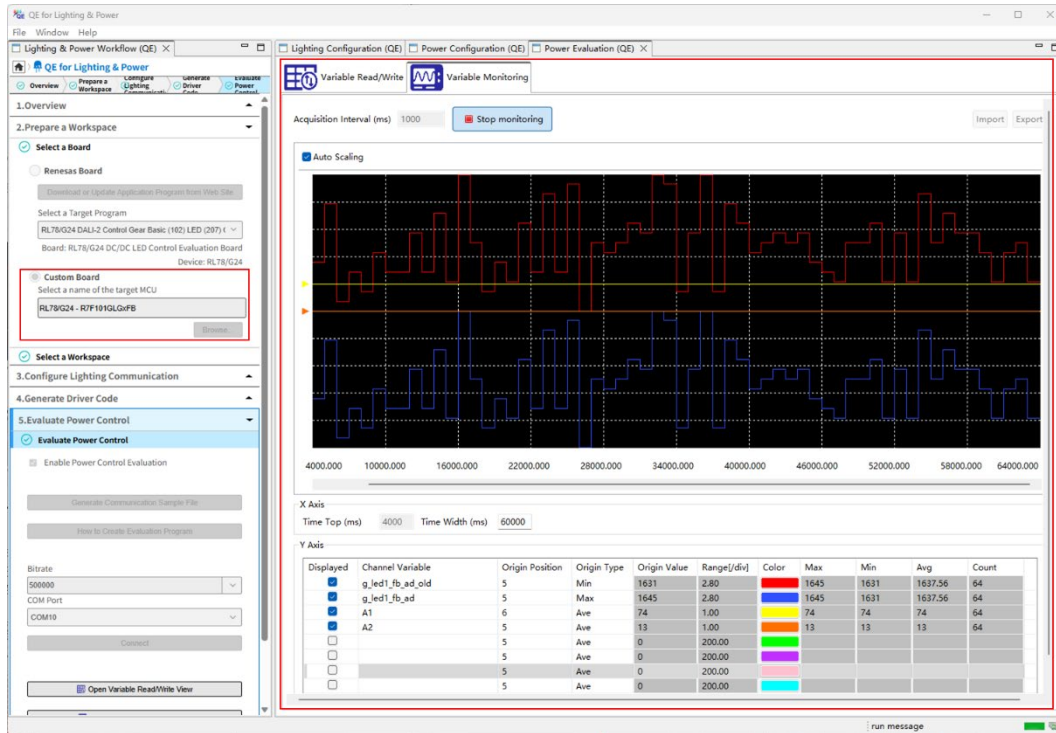 QE for Lighting & Power
File Window Help
Lighting & Power Workflow (QE)
QE for Lighting & Power
Overview
Prepare a Workspace
Configure Lighting
Generate Driver Code
Evaluate Power Control
1.Overview
2.Prepare a Workspace
Select a Board
Renesas Board
Download or Update Application Program from Web Site
Select a Target Program
RL78/G24 DALI-2 Control Gear Basic (102) LED (207) (
Board: RL78/G24 DC/DC LED Control Evaluation Board
Device: RL78/G24
Custom Board
Select a name of the target MCU
RL78/G24 - R7F101GLGxFB
Browse
Select a Workspace
3.Configure Lighting Communication
4.Generate Driver Code
5.Evaluate Power Control
Evaluate Power Control
Enable Power Control Evaluation
Generate Communication Sample File
How to Create Evaluation Program
Bitrate
500000
COM Port
COM10
Connect
Open Variable Read/Write View
Lighting Configuration (QE) Power Configuration (QE) Power Evaluation (QE)
Variable Read/Write Variable Monitoring
Acquisition Interval (ms) 1000 Stop monitoring Import Export
Auto Scaling
4000.000 10000.000 16000.000 22000.000 28000.000 34000.000 40000.000 46000.000 52000.000 58000.000 64000.000
X Axis
Time Top (ms) 4000 Time Width (ms) 60000
Y Axis
Displayed Channel Variable Origin Position Origin Type Origin Value Range[/div] Color Max Min Avg Count
g_led1_fb_ad_old 5 Min 1631 2.80 1645 1631 1637.56 64
g_led1_fb_ad 5 Max 1645 2.80 1645 1631 1637.56 64
A1 6 Ave 74 1.00 74 74 74 64
A2 5 Ave 13 1.00 13 13 13 64
5 Ave 0 200.00
5 Ave 0 200.00
5 Ave 0 200.00
5 Ave 0 200.00
run message